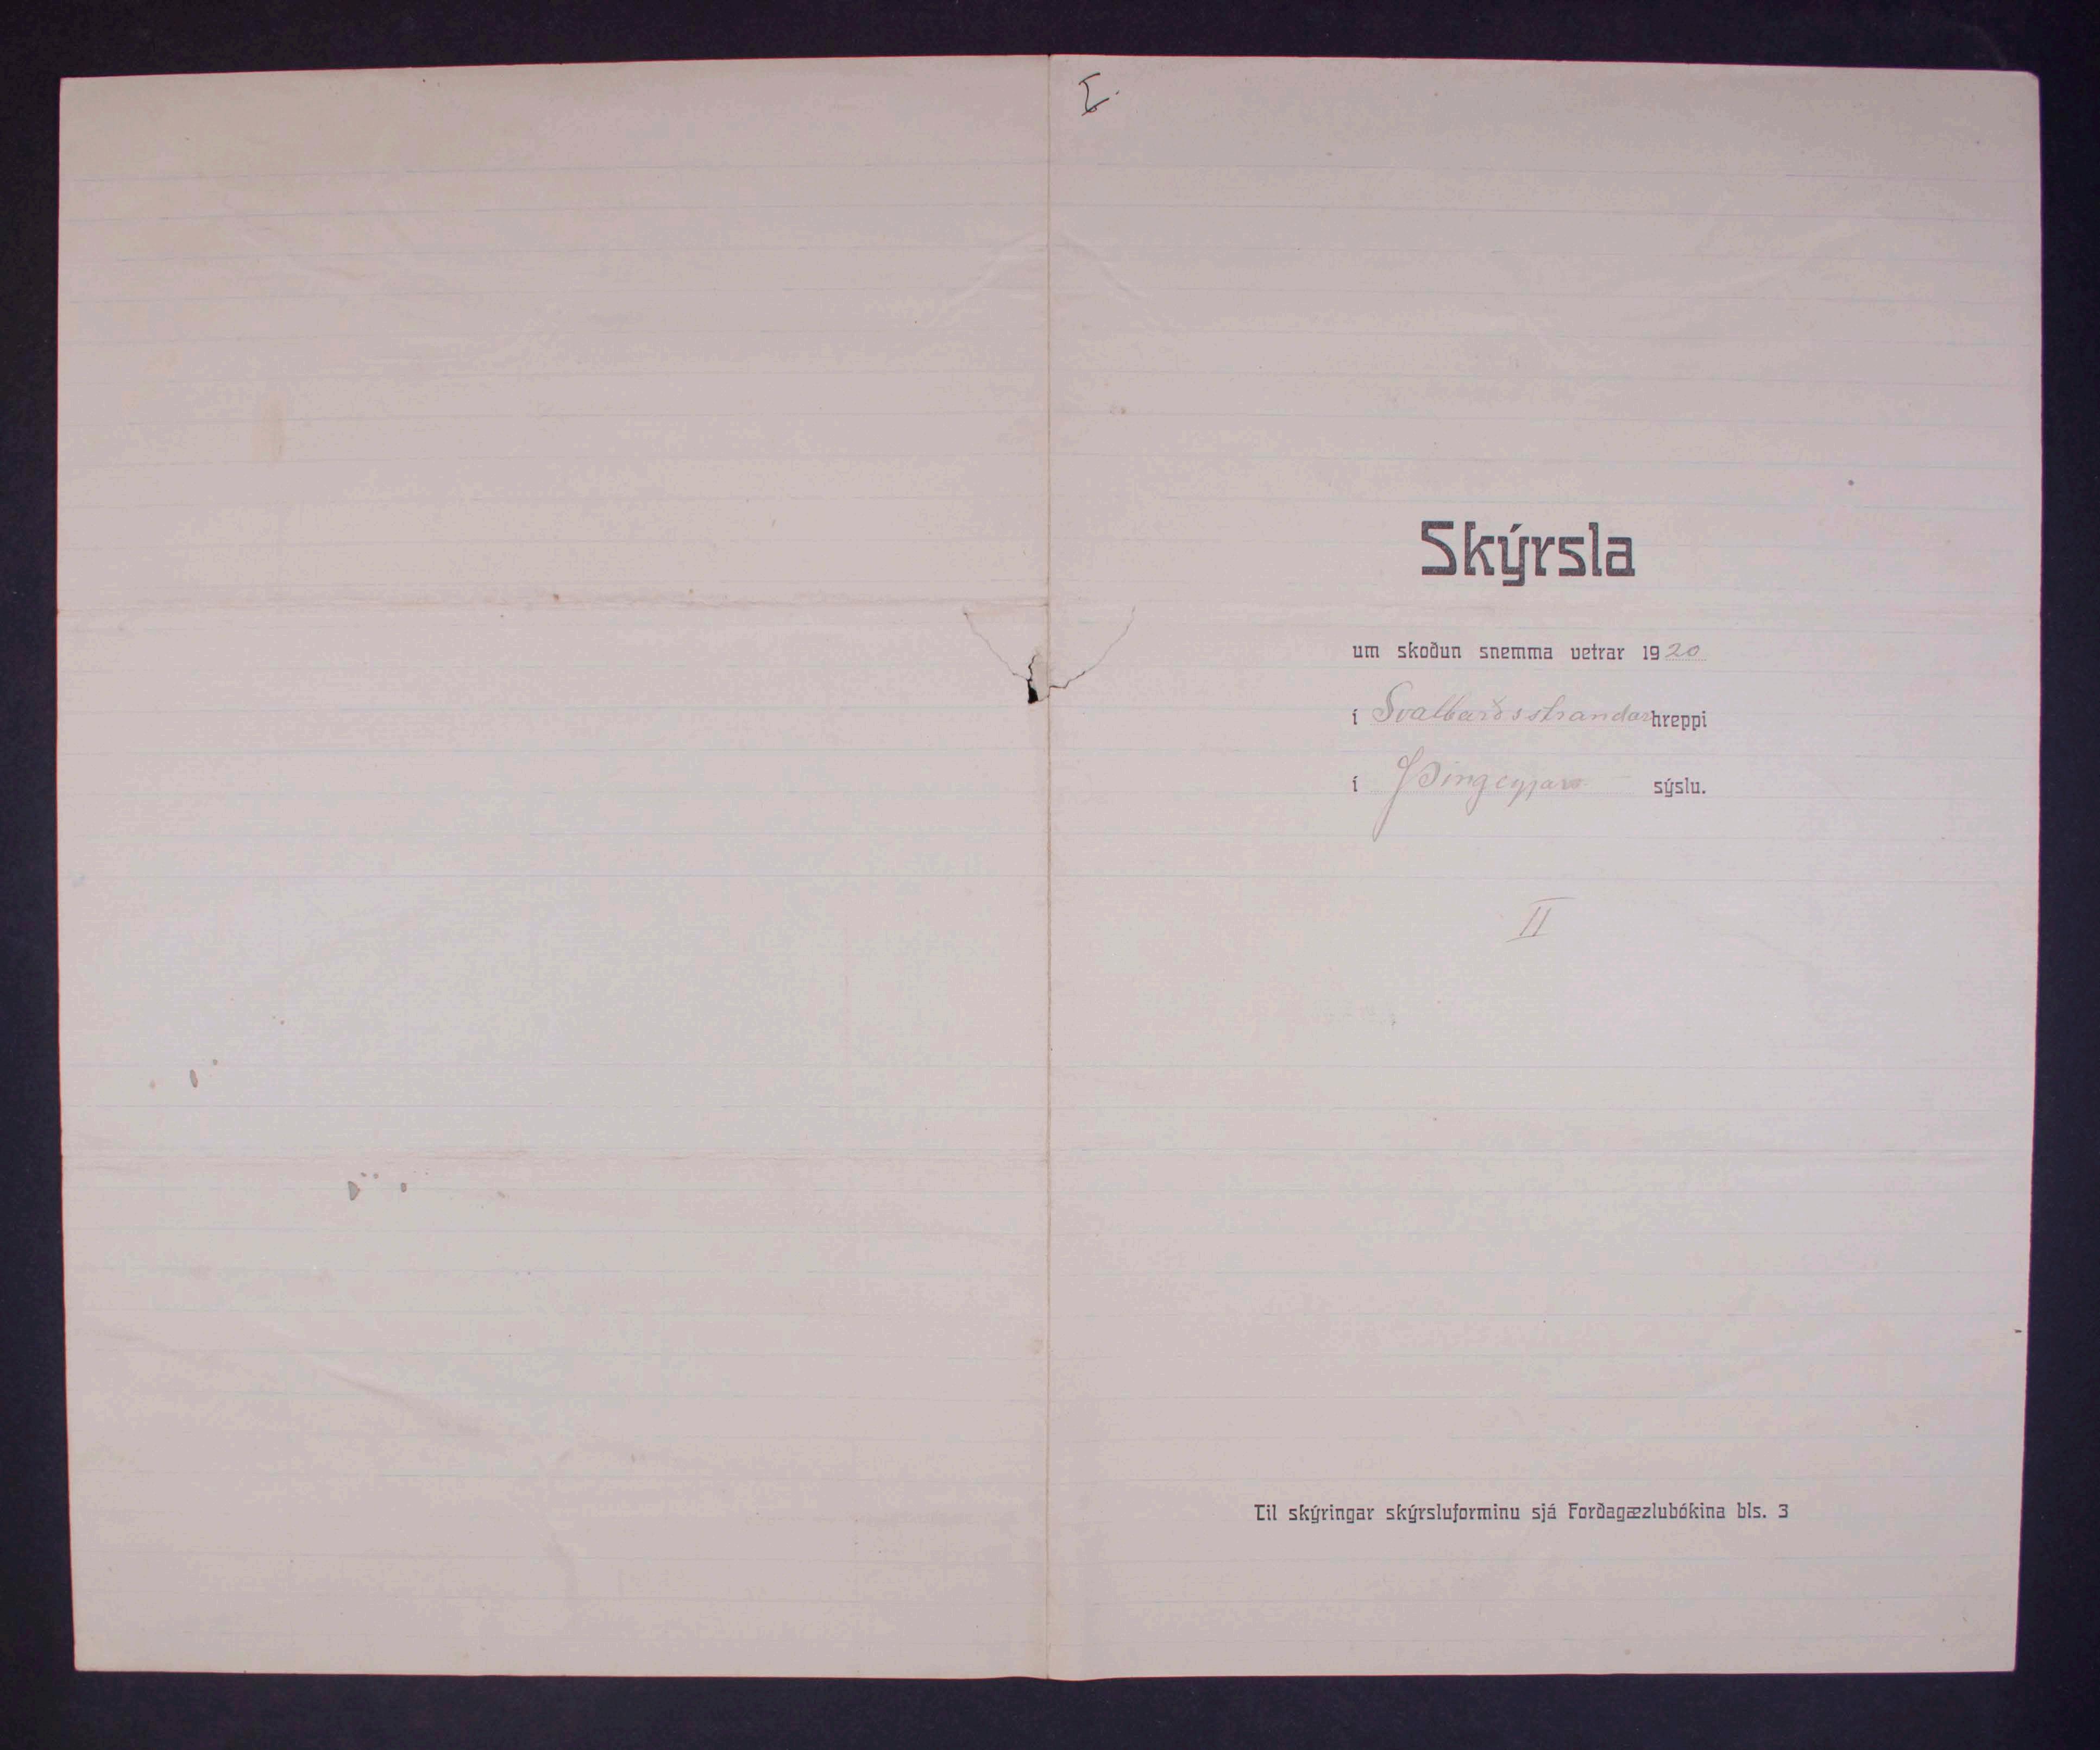 I.
Skýrsla
um skoðun snemma vetrar 1920
í Svalbarðsstrandarhreppi
í Þingeyjar- sýslu.
II
Til skýringar skýrsluforminu sjá Forðagæzlubókina bls. 3